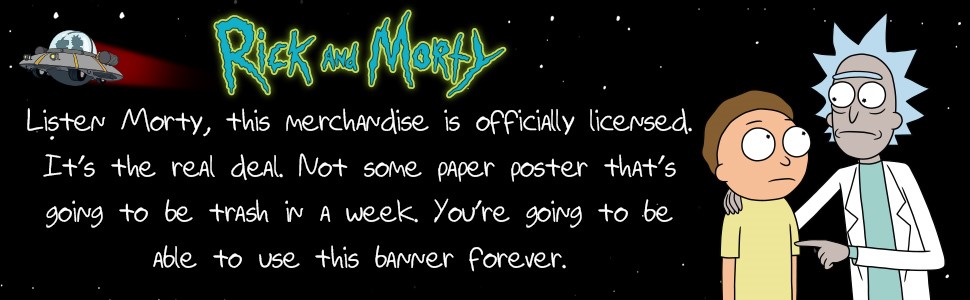 Rick and Morty
Listen Morty, this merchandise is officially licensed.
It's the real deal. Not some paper poster that's
going to be trash in a week. You're going to be
able to use this banner forever.